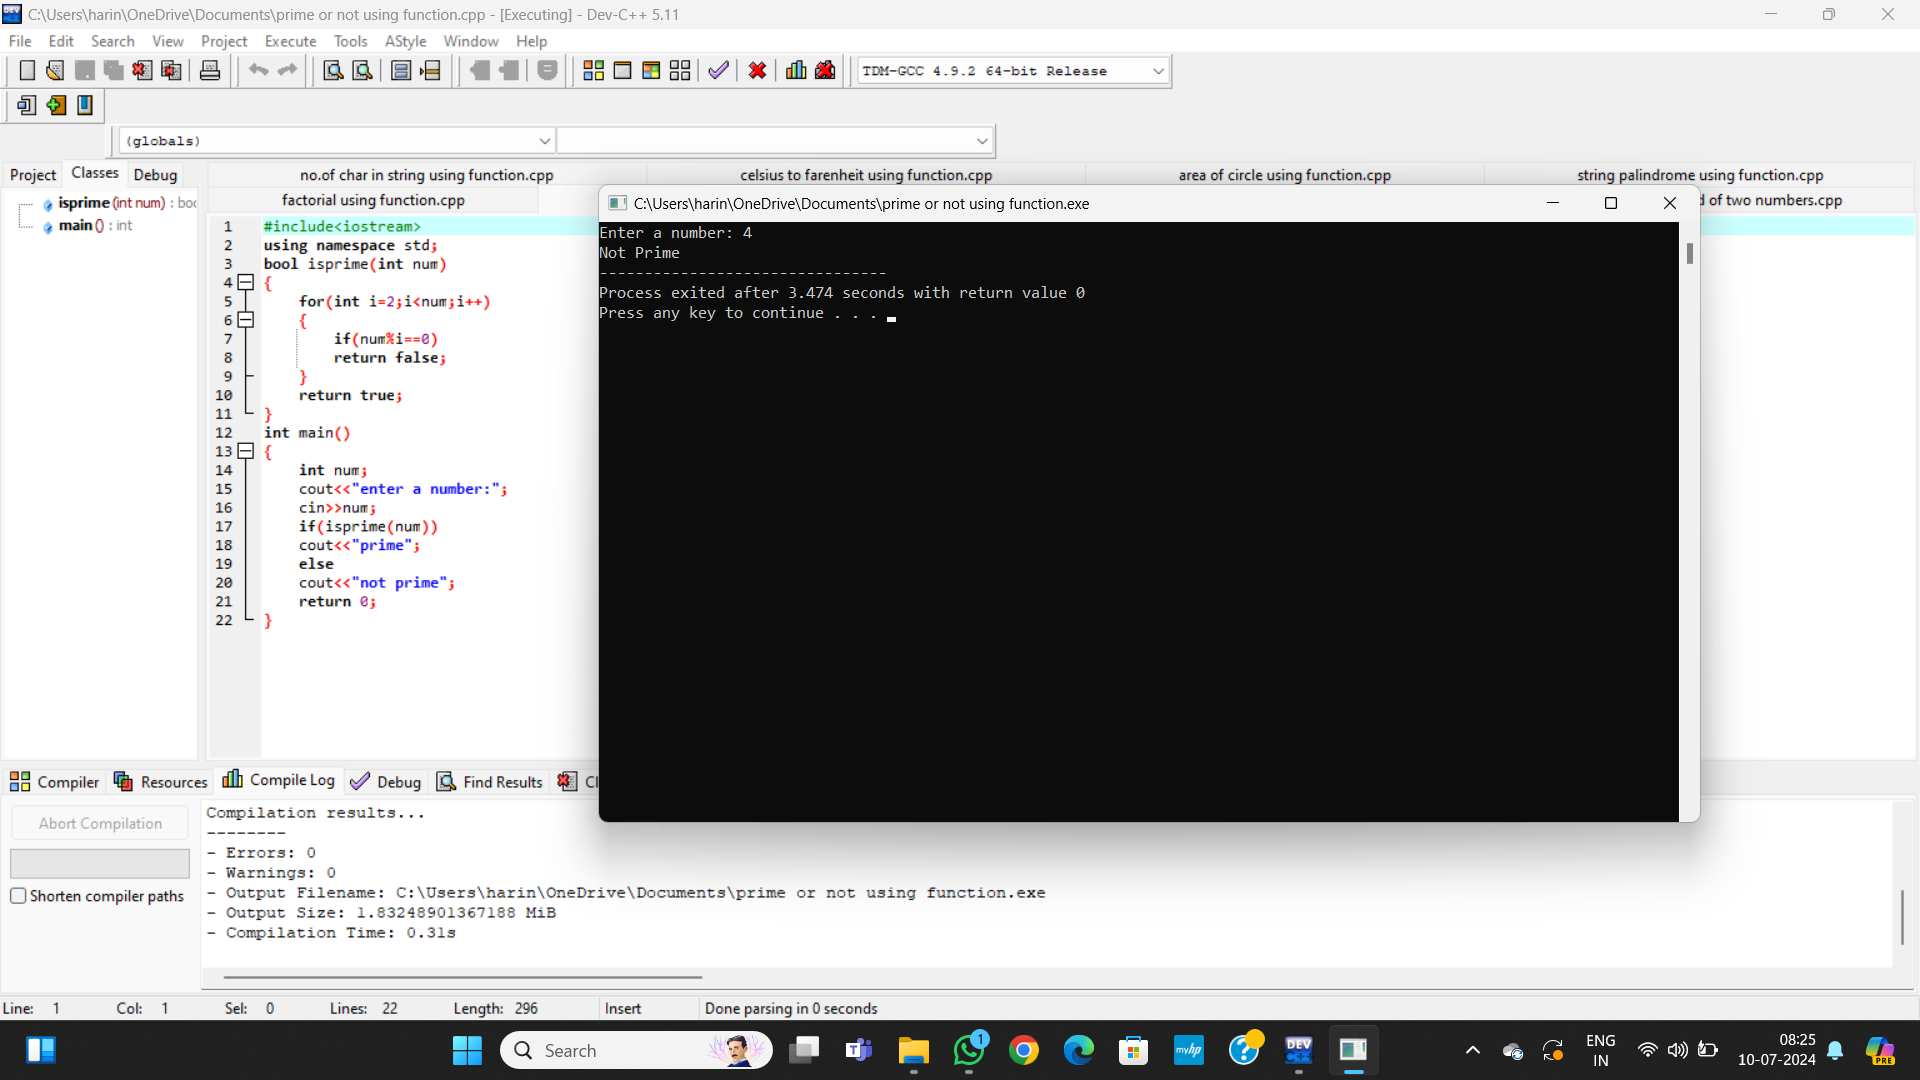 C:\Users\harin\OneDrive\Documents\prime or not using function.cpp - [Executing] - Dev-C++ 5.11
File Edit Search View Project Execute Tools AStyle Window Help
TDM-GCC 4.9.2 64-bit Release
(globals)
Project Classes Debug
isprime (int num) : boo
main () : int
no.of char in string using function.cpp celsius to farenheit using function.cpp area of circle using function.cpp string palindrome using function.cpp
factorial using function.cpp d of two numbers.cpp
1 #include<iostream>
2 using namespace std;
3 bool isprime(int num)
4 {
5 for(int i=2;i<num;i++)
6 {
7 if(num%i==0)
8 return false;
9 }
10 return true;
11 }
12 int main()
13 {
14 int num;
15 cout<<"enter a number:";
16 cin>>num;
17 if(isprime(num))
18 cout<<"prime";
19 else
20 cout<<"not prime";
21 return 0;
22 }
C:\Users\harin\OneDrive\Documents\prime or not using function.exe
Enter a number: 4
Not Prime
--------------------------------
Process exited after 3.474 seconds with return value 0
Press any key to continue . . .
Compiler Resources Compile Log Debug Find Results Cl
Abort Compilation
Shorten compiler paths
Compilation results...
--------
- Errors: 0
- Warnings: 0
- Output Filename: C:\Users\harin\OneDrive\Documents\prime or not using function.exe
- Output Size: 1.83248901367188 MiB
- Compilation Time: 0.31s
Line: 1 Col: 1 Sel: 0 Lines: 22 Length: 296 Insert Done parsing in 0 seconds
Search
1
myhp
DEV C++
ENG
IN
08:25
10-07-2024
PRE